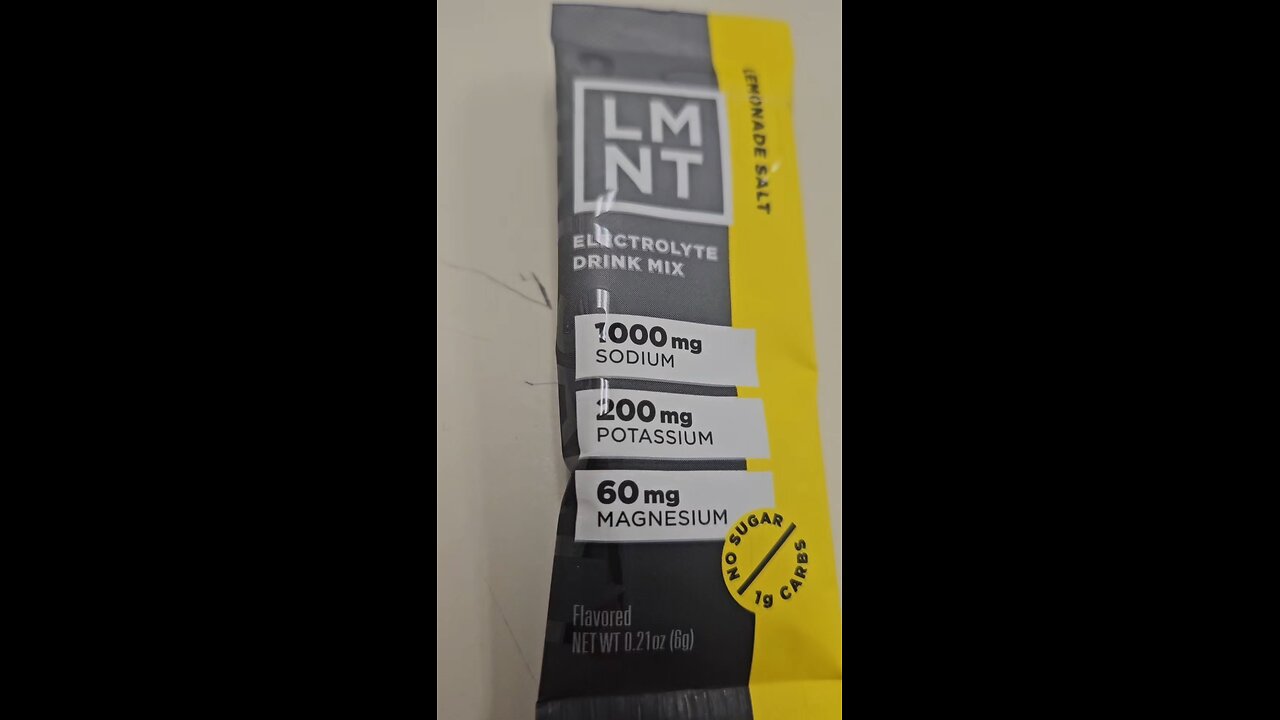 LM
NT
LEMONADE SALT
ELECTROLYTE
DRINK MIX
1000 mg
SODIUM
200 mg
POTASSIUM
60 mg
MAGNESIUM
NO SUGAR
1g CARBS
Flavored
NET WT 0.21oz (6g)